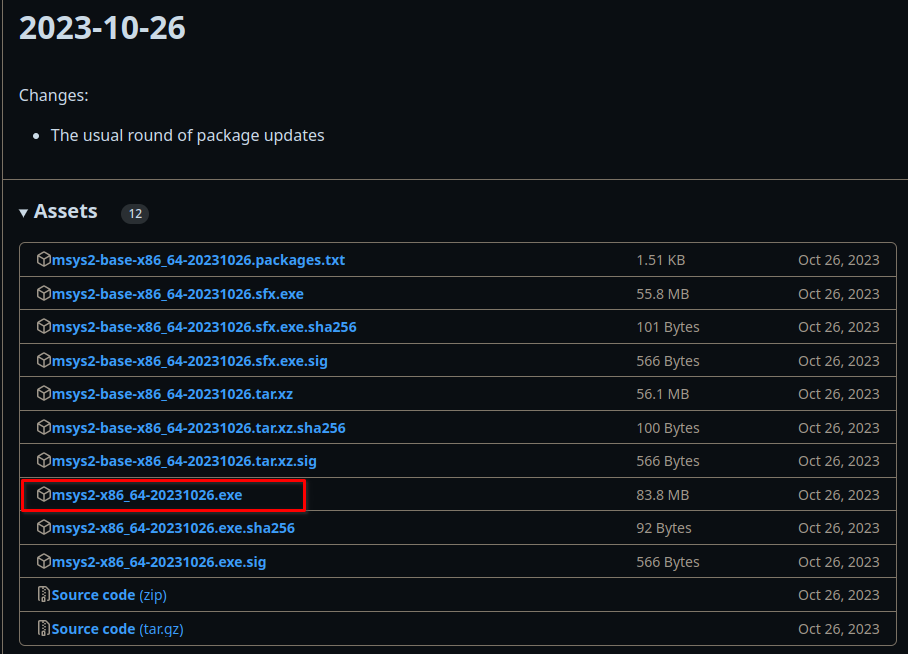 2023-10-26
Changes:
• The usual round of package updates
Assets 12
msys2-base-x86_64-20231026.packages.txt 1.51 KB Oct 26, 2023
msys2-base-x86_64-20231026.sfx.exe 55.8 MB Oct 26, 2023
msys2-base-x86_64-20231026.sfx.exe.sha256 101 Bytes Oct 26, 2023
msys2-base-x86_64-20231026.sfx.exe.sig 566 Bytes Oct 26, 2023
msys2-base-x86_64-20231026.tar.xz 56.1 MB Oct 26, 2023
msys2-base-x86_64-20231026.tar.xz.sha256 100 Bytes Oct 26, 2023
msys2-base-x86_64-20231026.tar.xz.sig 566 Bytes Oct 26, 2023
msys2-x86_64-20231026.exe 83.8 MB Oct 26, 2023
msys2-x86_64-20231026.exe.sha256 92 Bytes Oct 26, 2023
msys2-x86_64-20231026.exe.sig 566 Bytes Oct 26, 2023
Source code (zip) Oct 26, 2023
Source code (tar.gz) Oct 26, 2023